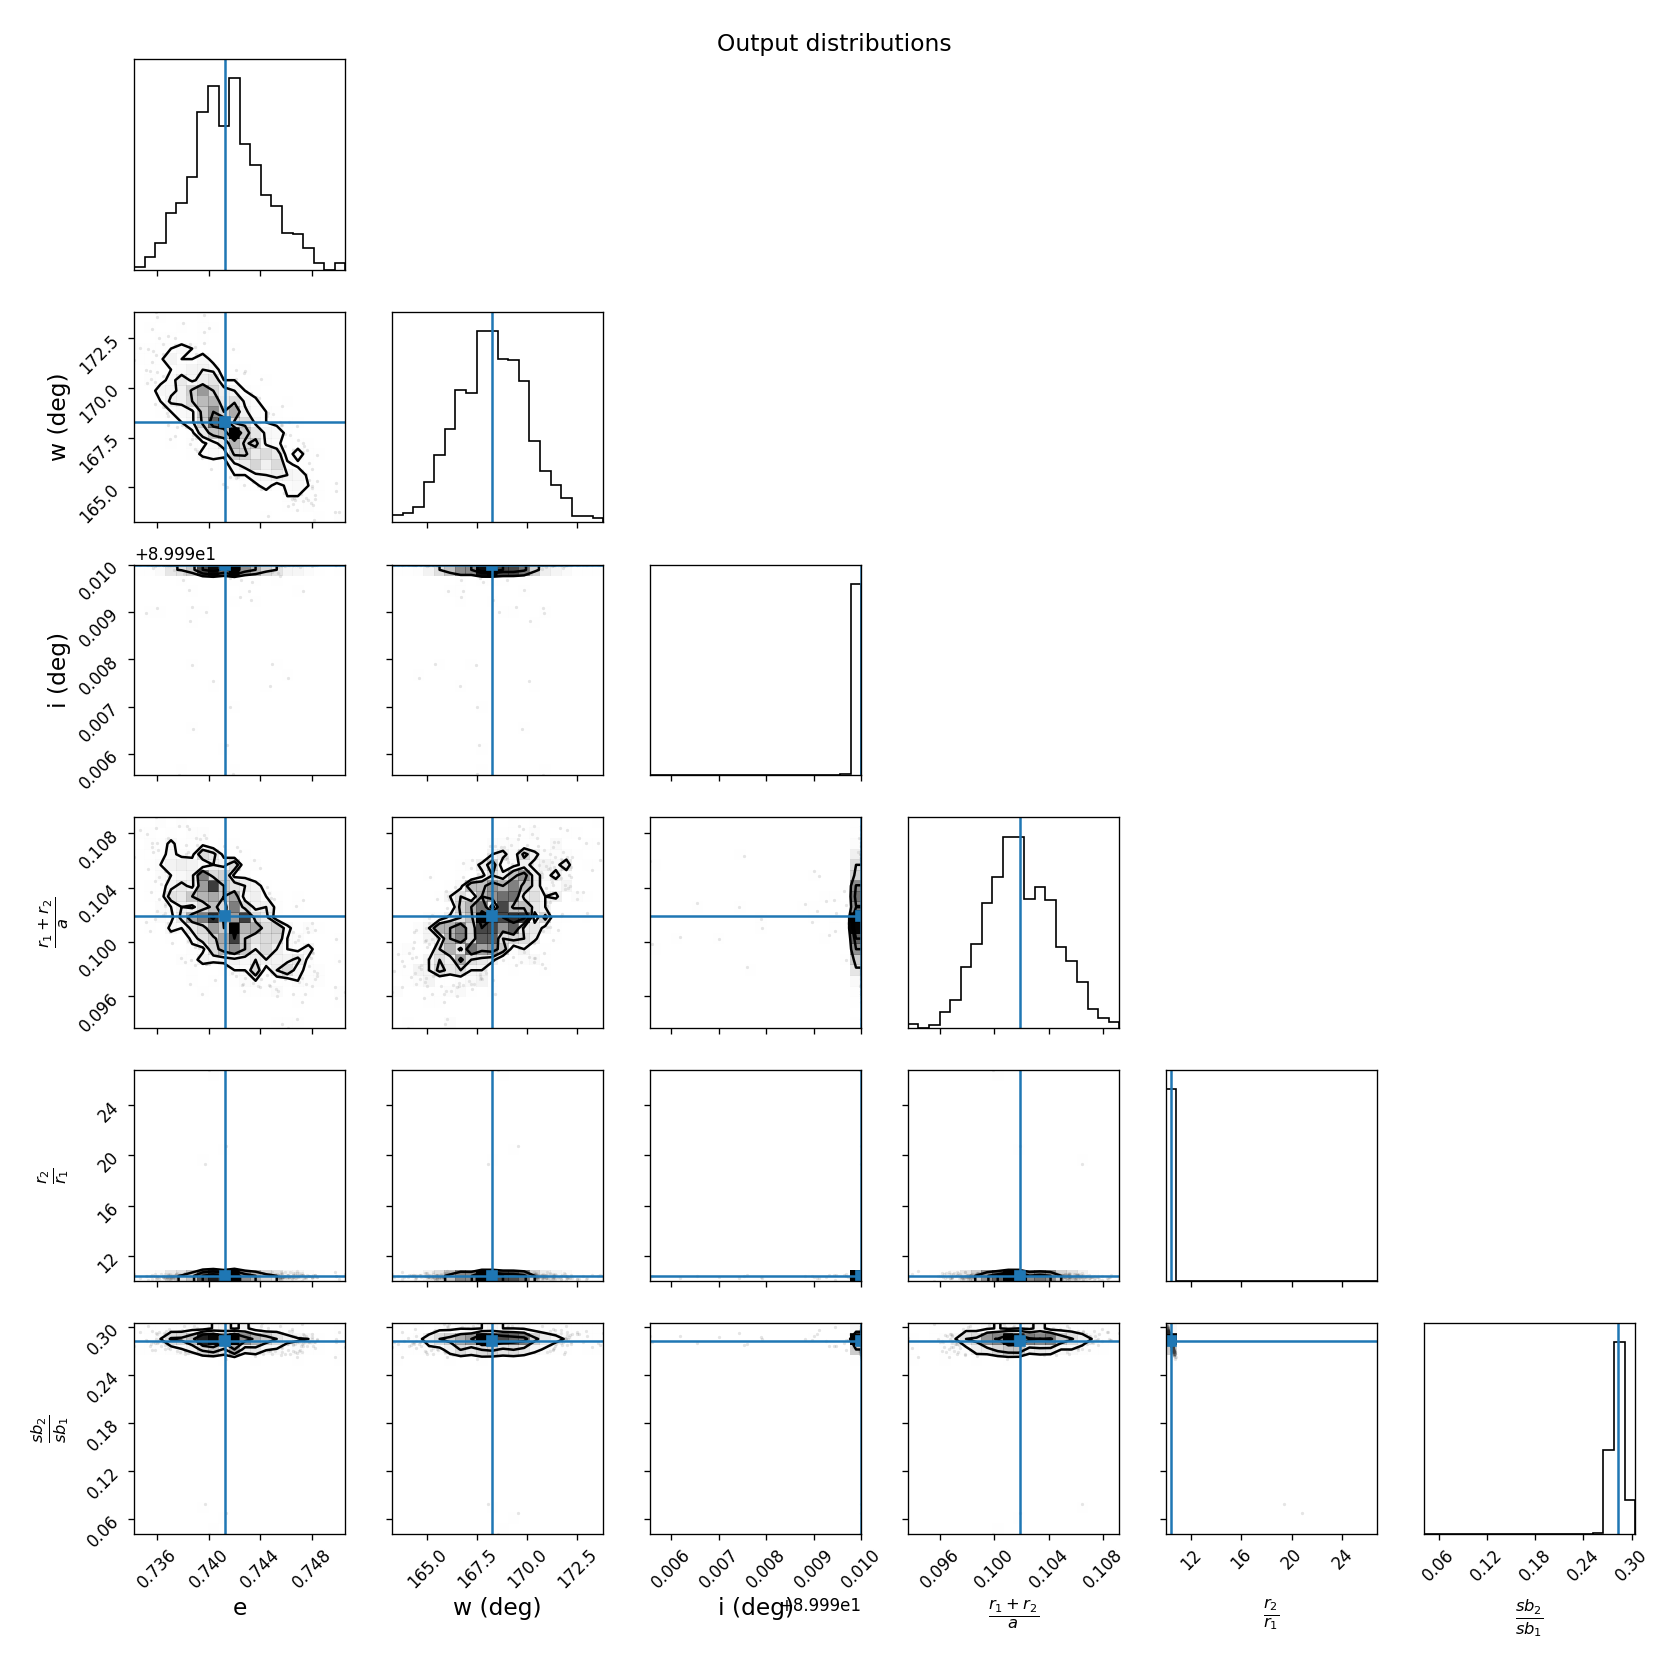 Output distributions
w (deg)
172.5
170.0
167.5
165.0
+8.999e1
i (deg)
0.010
0.009
0.008
0.007
0.006
r₁ + r₂
a
0.108
0.104
0.100
0.096
r₂
r₁
24
20
16
12
sb₂
sb₁
0.30
0.24
0.18
0.12
0.06
0.736 0.740 0.744 0.748 165.0 167.5 170.0 172.5 0.006 0.007 0.008 0.009 0.010 0.096 0.100 0.104 0.108 12 16 20 24 0.06 0.12 0.18 0.24 0.30
e w (deg) i (deg) +8.999e1
r₁ + r₂
a
r₂
r₁
sb₂
sb₁